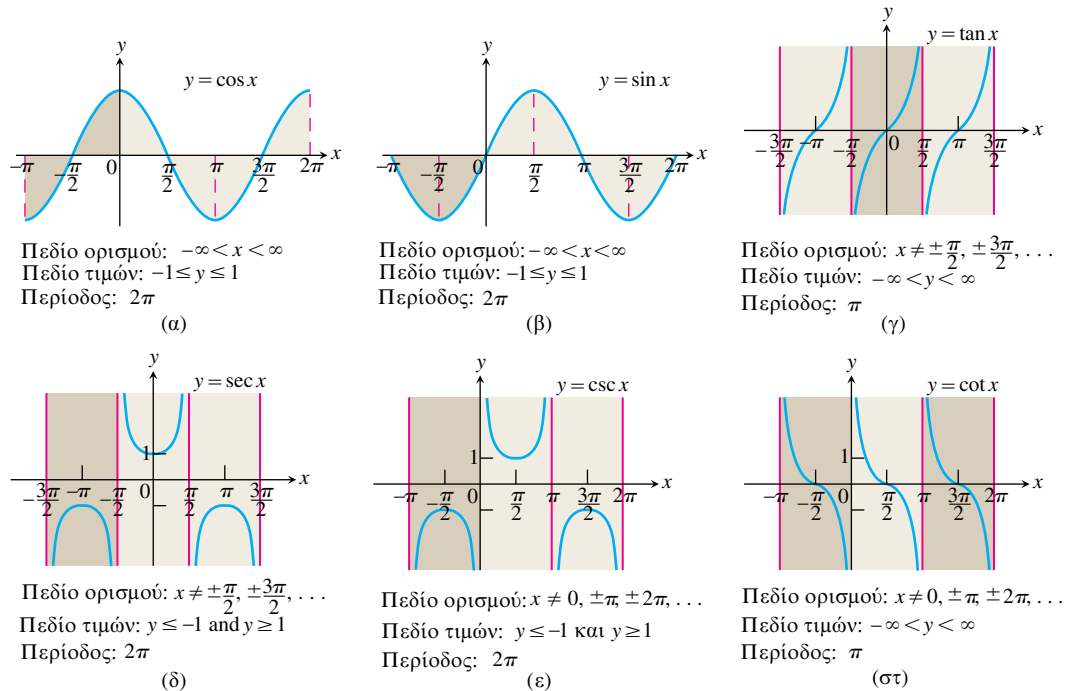 y
y = cos x
−π
−π/2
0
π/2
π
3π/2
2π
x
Πεδίο ορισμού: −∞ < x < ∞
Πεδίο τιμών: −1 ≤ y ≤ 1
Περίοδος: 2π
(α)
y
y = sin x
−π
−π/2
0
π/2
π
3π/2
2π
x
Πεδίο ορισμού: −∞ < x < ∞
Πεδίο τιμών: −1 ≤ y ≤ 1
Περίοδος: 2π
(β)
y
y = tan x
−3π/2
−π
−π/2
0
π/2
π
3π/2
x
Πεδίο ορισμού: x ≠ ±π/2, ±3π/2, . . .
Πεδίο τιμών: −∞ < y < ∞
Περίοδος: π
(γ)
y
y = sec x
1
−3π/2
−π
−π/2
0
π/2
π
3π/2
x
Πεδίο ορισμού: x ≠ ±π/2, ±3π/2, . . .
Πεδίο τιμών: y ≤ −1 and y ≥ 1
Περίοδος: 2π
(δ)
y
y = csc x
1
−π
−π/2
0
π/2
π
3π/2
2π
x
Πεδίο ορισμού: x ≠ 0, ±π, ±2π, . . .
Πεδίο τιμών: y ≤ −1 και y ≥ 1
Περίοδος: 2π
(ε)
y
y = cot x
1
−π
−π/2
0
π/2
π
3π/2
2π
x
Πεδίο ορισμού: x ≠ 0, ±π, ±2π, . . .
Πεδίο τιμών: −∞ < y < ∞
Περίοδος: π
(στ)